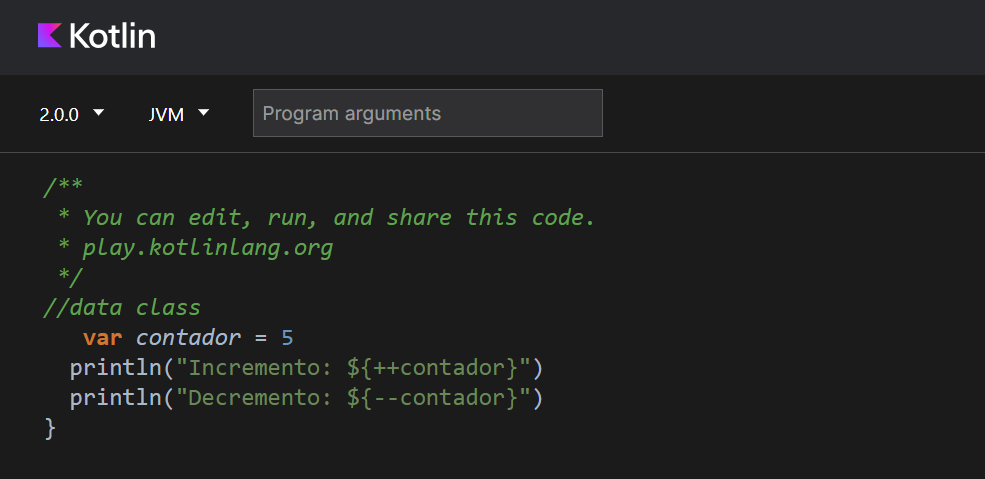 Kotlin
2.0.0 JVM Program arguments
/**
 * You can edit, run, and share this code.
 * play.kotlinlang.org
 */
//data class
   var contador = 5
  println("Incremento: ${++contador}")
  println("Decremento: ${--contador}")
}